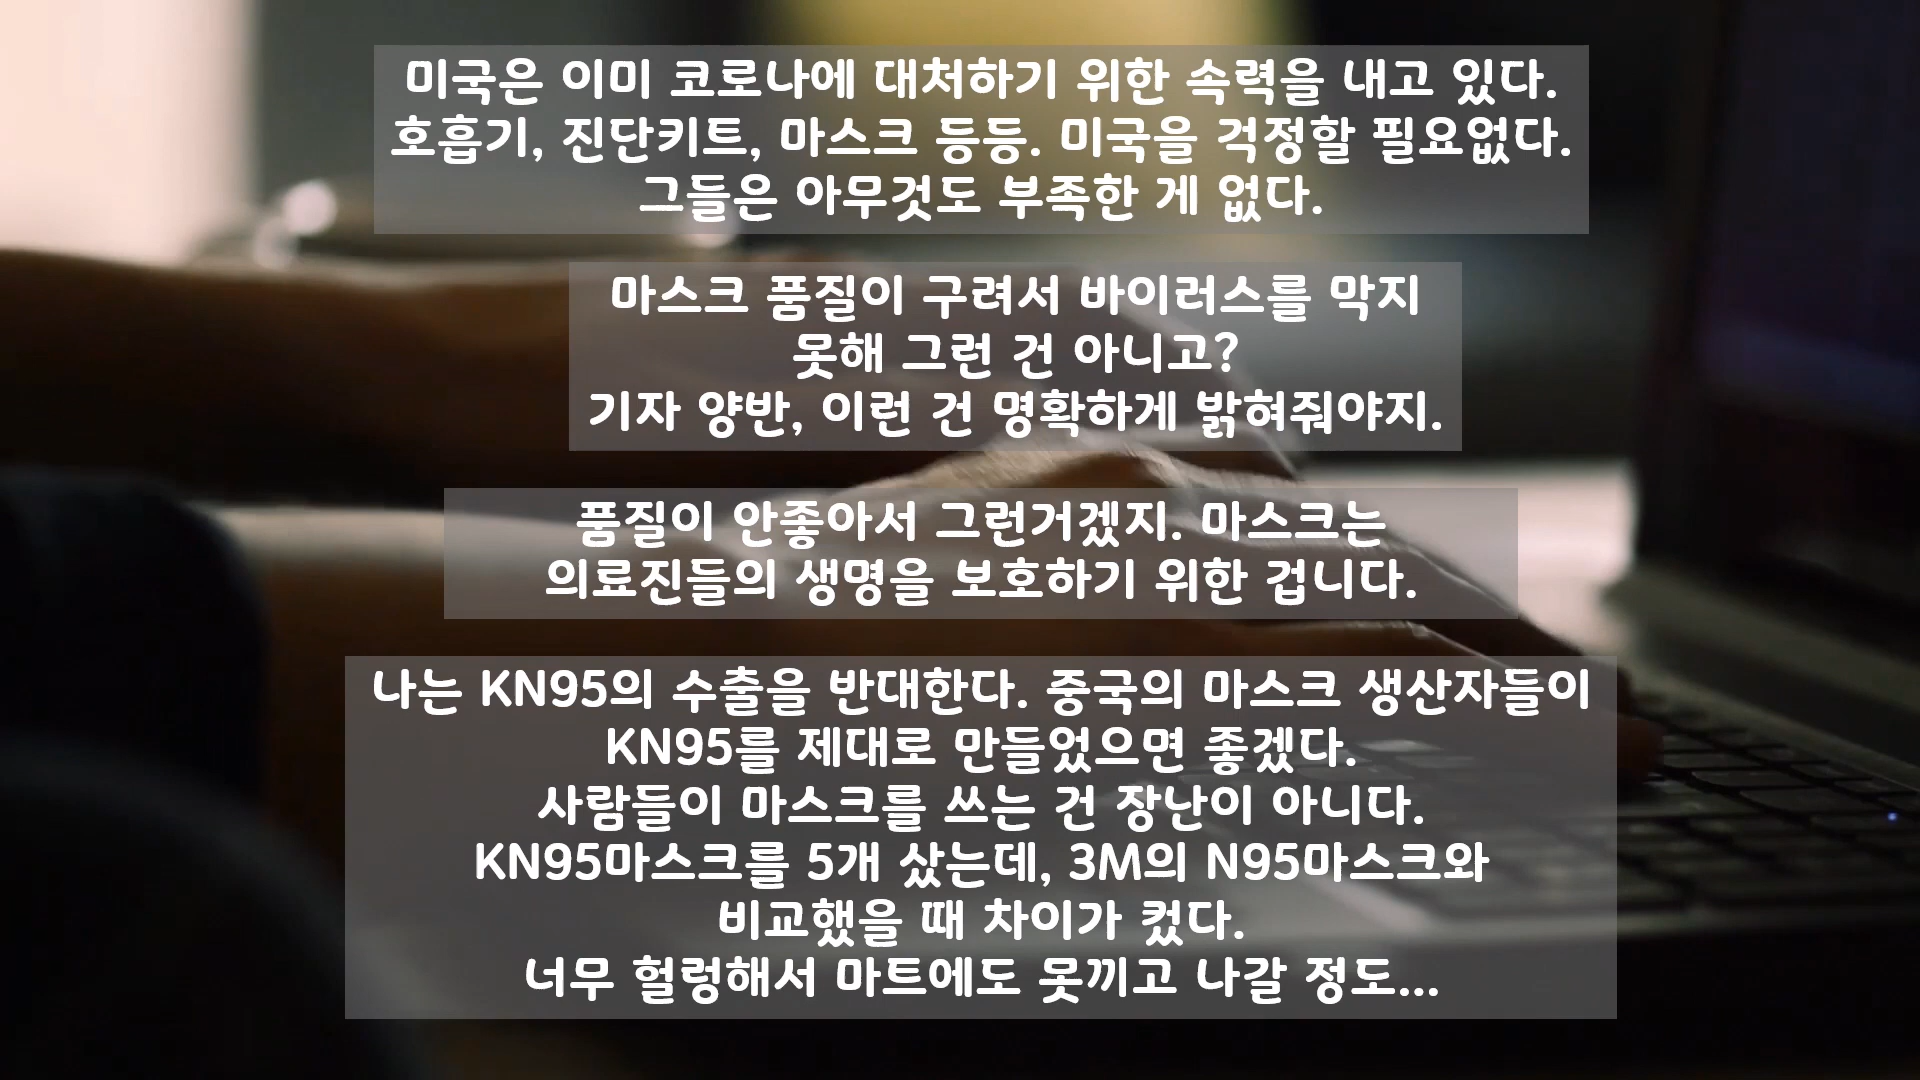 미국은 이미 코로나에 대처하기 위한 속력을 내고 있다.
호흡기, 진단키트, 마스크 등등. 미국을 걱정할 필요없다.
그들은 아무것도 부족한 게 없다.
마스크 품질이 구려서 바이러스를 막지
못해 그런 건 아니고?
기자 양반, 이런 건 명확하게 밝혀줘야지.
품질이 안좋아서 그런거겠지. 마스크는
의료진들의 생명을 보호하기 위한 겁니다.
나는 KN95의 수출을 반대한다. 중국의 마스크 생산자들이
KN95를 제대로 만들었으면 좋겠다.
사람들이 마스크를 쓰는 건 장난이 아니다.
KN95마스크를 5개 샀는데, 3M의 N95마스크와
비교했을 때 차이가 컸다.
너무 헐렁해서 마트에도 못끼고 나갈 정도...